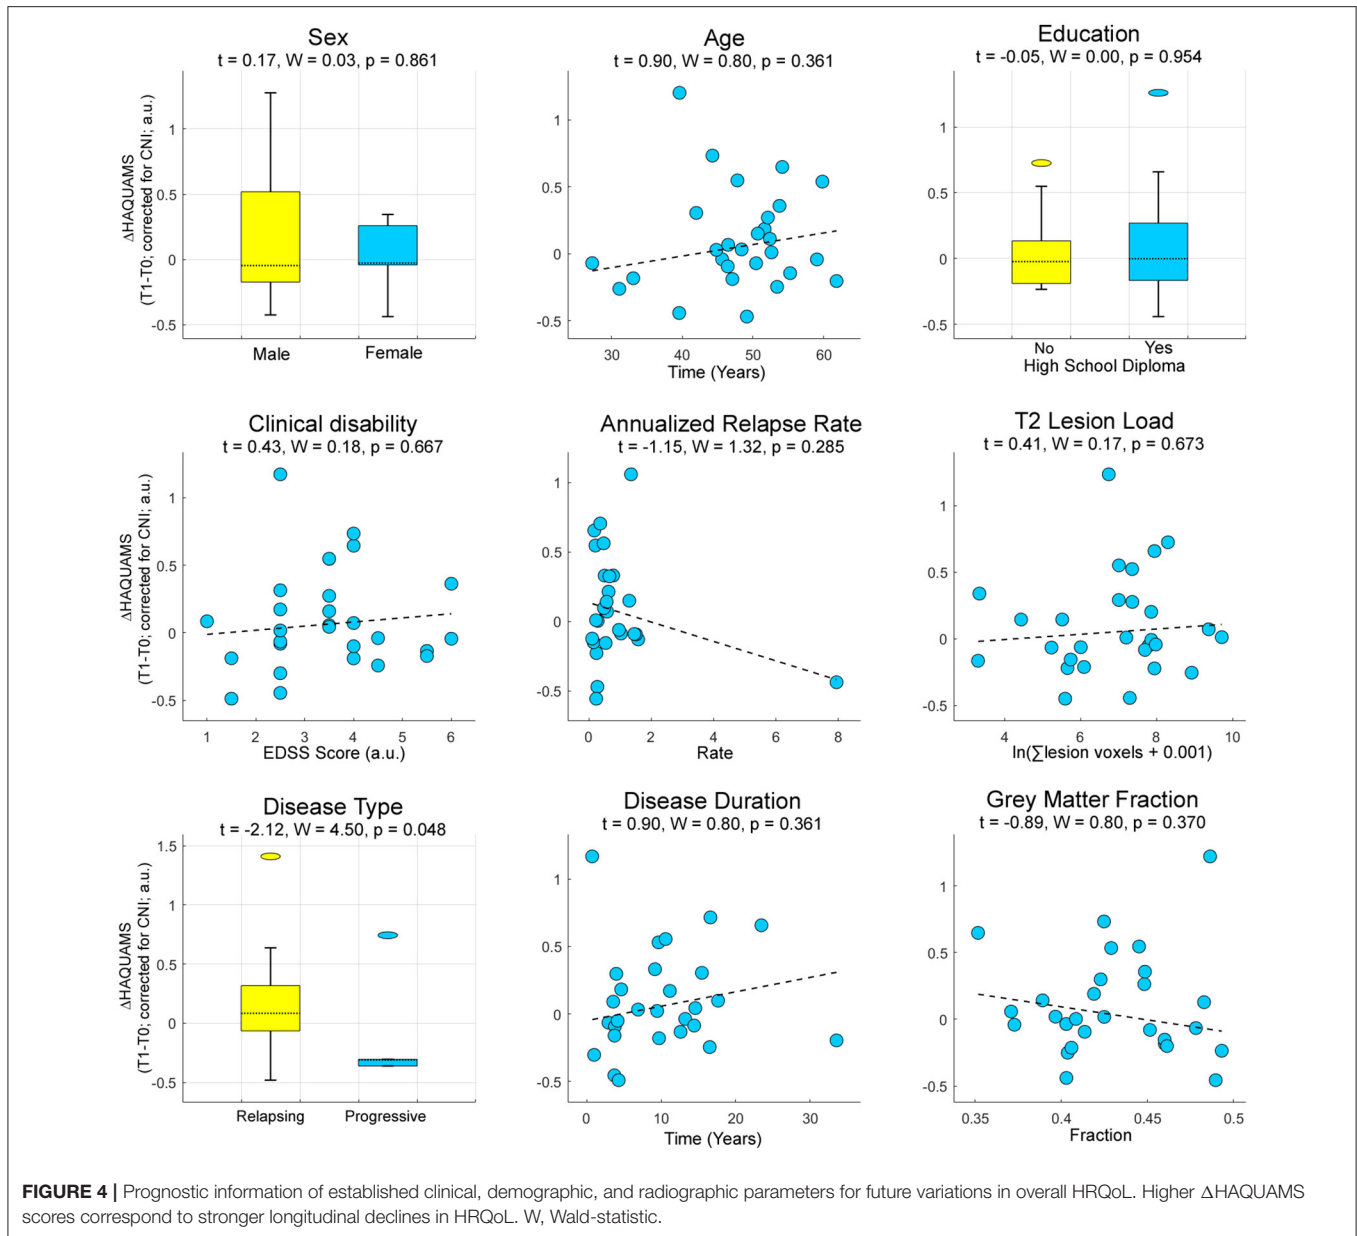 Sex
t = 0.17, W = 0.03, p = 0.861
ΔHAQUAMS
(T1-T0; corrected for CNI; a.u.)
1
0.5
0
-0.5
Male Female
Age
t = 0.90, W = 0.80, p = 0.361
1
0.5
0
-0.5
30 40 50 60
Time (Years)
Education
t = -0.05, W = 0.00, p = 0.954
1
0.5
0
-0.5
No Yes
High School Diploma
Clinical disability
t = 0.43, W = 0.18, p = 0.667
ΔHAQUAMS
(T1-T0; corrected for CNI; a.u.)
1
0.5
0
-0.5
1 2 3 4 5 6
EDSS Score (a.u.)
Annualized Relapse Rate
t = -1.15, W = 1.32, p = 0.285
1
0.5
0
-0.5
0 2 4 6 8
Rate
T2 Lesion Load
t = 0.41, W = 0.17, p = 0.673
1
0.5
0
-0.5
4 6 8 10
ln(∑lesion voxels + 0.001)
Disease Type
t = -2.12, W = 4.50, p = 0.048
ΔHAQUAMS
(T1-T0; corrected for CNI; a.u.)
1.5
1
0.5
0
-0.5
Relapsing Progressive
Disease Duration
t = 0.90, W = 0.80, p = 0.361
1
0.5
0
-0.5
0 10 20 30
Time (Years)
Grey Matter Fraction
t = -0.89, W = 0.80, p = 0.370
1
0.5
0
-0.5
0.35 0.4 0.45 0.5
Fraction
FIGURE 4 | Prognostic information of established clinical, demographic, and radiographic parameters for future variations in overall HRQoL. Higher ΔHAQUAMS
scores correspond to stronger longitudinal declines in HRQoL. W, Wald-statistic.